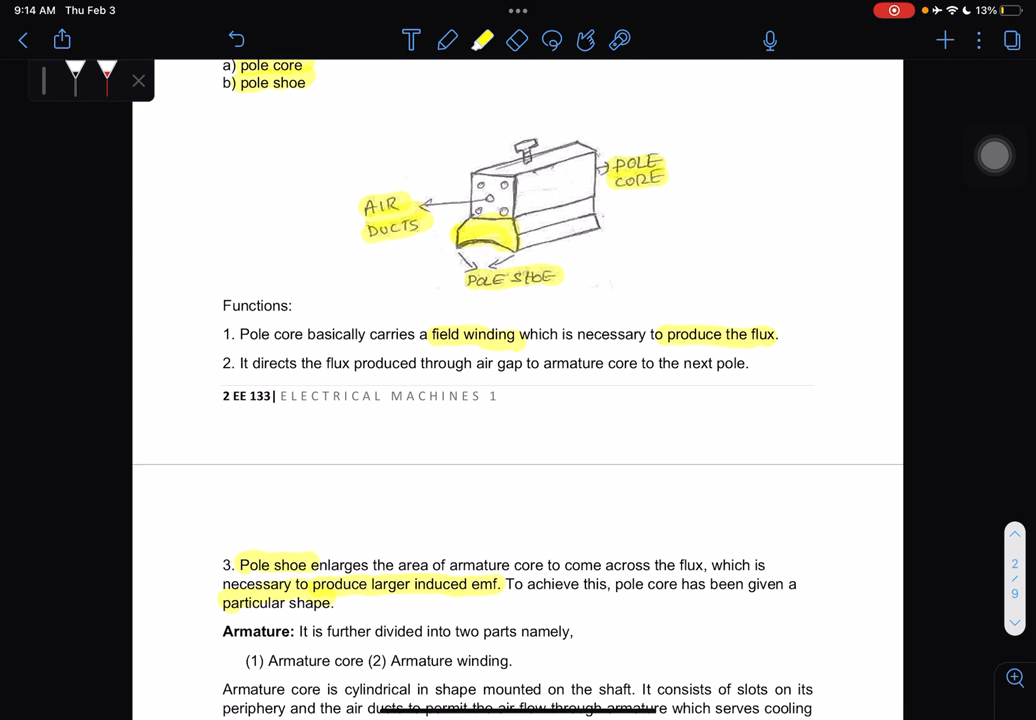 9:14 AM Thu Feb 3
13%
a) pole core
b) pole shoe
POLE
CORE
AIR
DUCTS
POLE SHOE
Functions:
1. Pole core basically carries a field winding which is necessary to produce the flux.
2. It directs the flux produced through air gap to armature core to the next pole.
2 EE 133| ELECTRICAL MACHINES 1
3. Pole shoe enlarges the area of armature core to come across the flux, which is
necessary to produce larger induced emf. To achieve this, pole core has been given a
particular shape.
Armature: It is further divided into two parts namely,
(1) Armature core (2) Armature winding.
Armature core is cylindrical in shape mounted on the shaft. It consists of slots on its
periphery and the air ducts to permit the air flow through armature which serves cooling
2
/
9